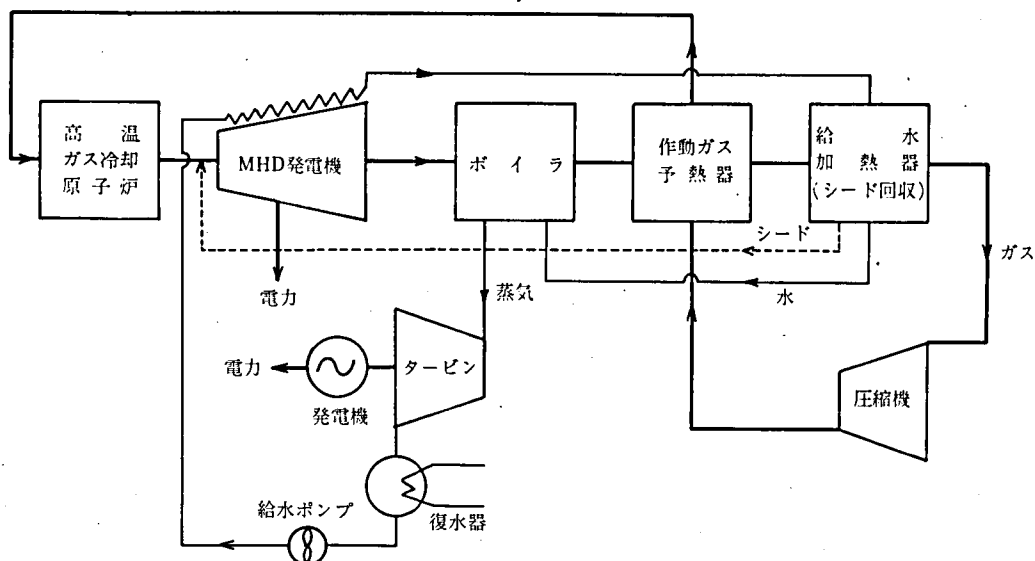 高温
ガス冷却
原子炉
MHD発電機
ボイラ
作動ガス
予熱器
給水
加熱器
(シード回収)
シード
ガス
電力
蒸気
水
電力
発電機
タービン
圧縮機
給水ポンプ
復水器